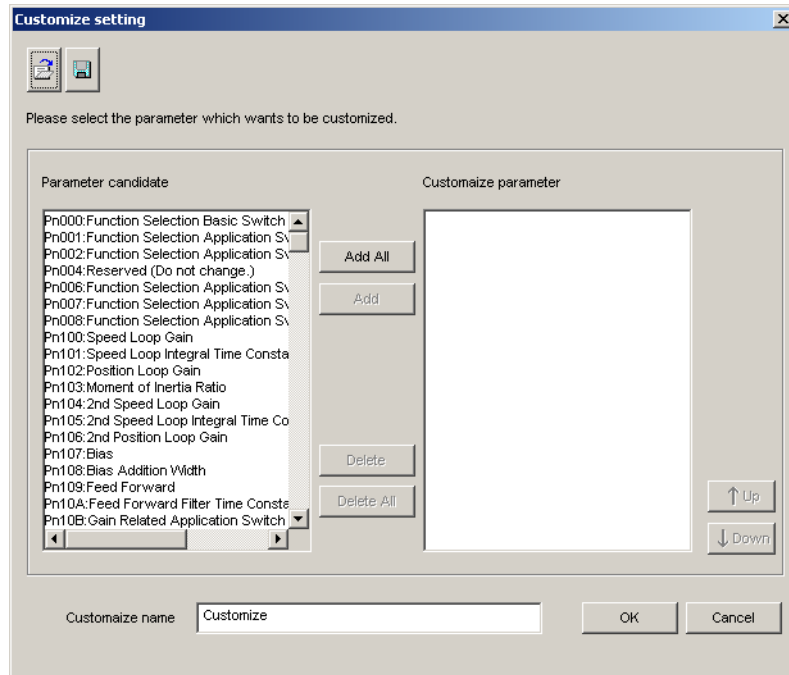 Customize setting
Please select the parameter which wants to be customized.
Parameter candidate
Customaize parameter
Pn000:Function Selection Basic Switch
Pn001:Function Selection Application Sv
Pn002:Function Selection Application Sv
Pn004:Reserved (Do not change.)
Pn006:Function Selection Application Sv
Pn007:Function Selection Application Sv
Pn008:Function Selection Application Sv
Pn100:Speed Loop Gain
Pn101:Speed Loop Integral Time Consta
Pn102:Position Loop Gain
Pn103:Moment of Inertia Ratio
Pn104:2nd Speed Loop Gain
Pn105:2nd Speed Loop Integral Time Co
Pn106:2nd Position Loop Gain
Pn107:Bias
Pn108:Bias Addition Width
Pn109:Feed Forward
Pn10A:Feed Forward Filter Time Consta
Pn10B:Gain Related Application Switch
Add All
Add
Delete
Delete All
Up
Down
Customaize name
Customize
OK
Cancel